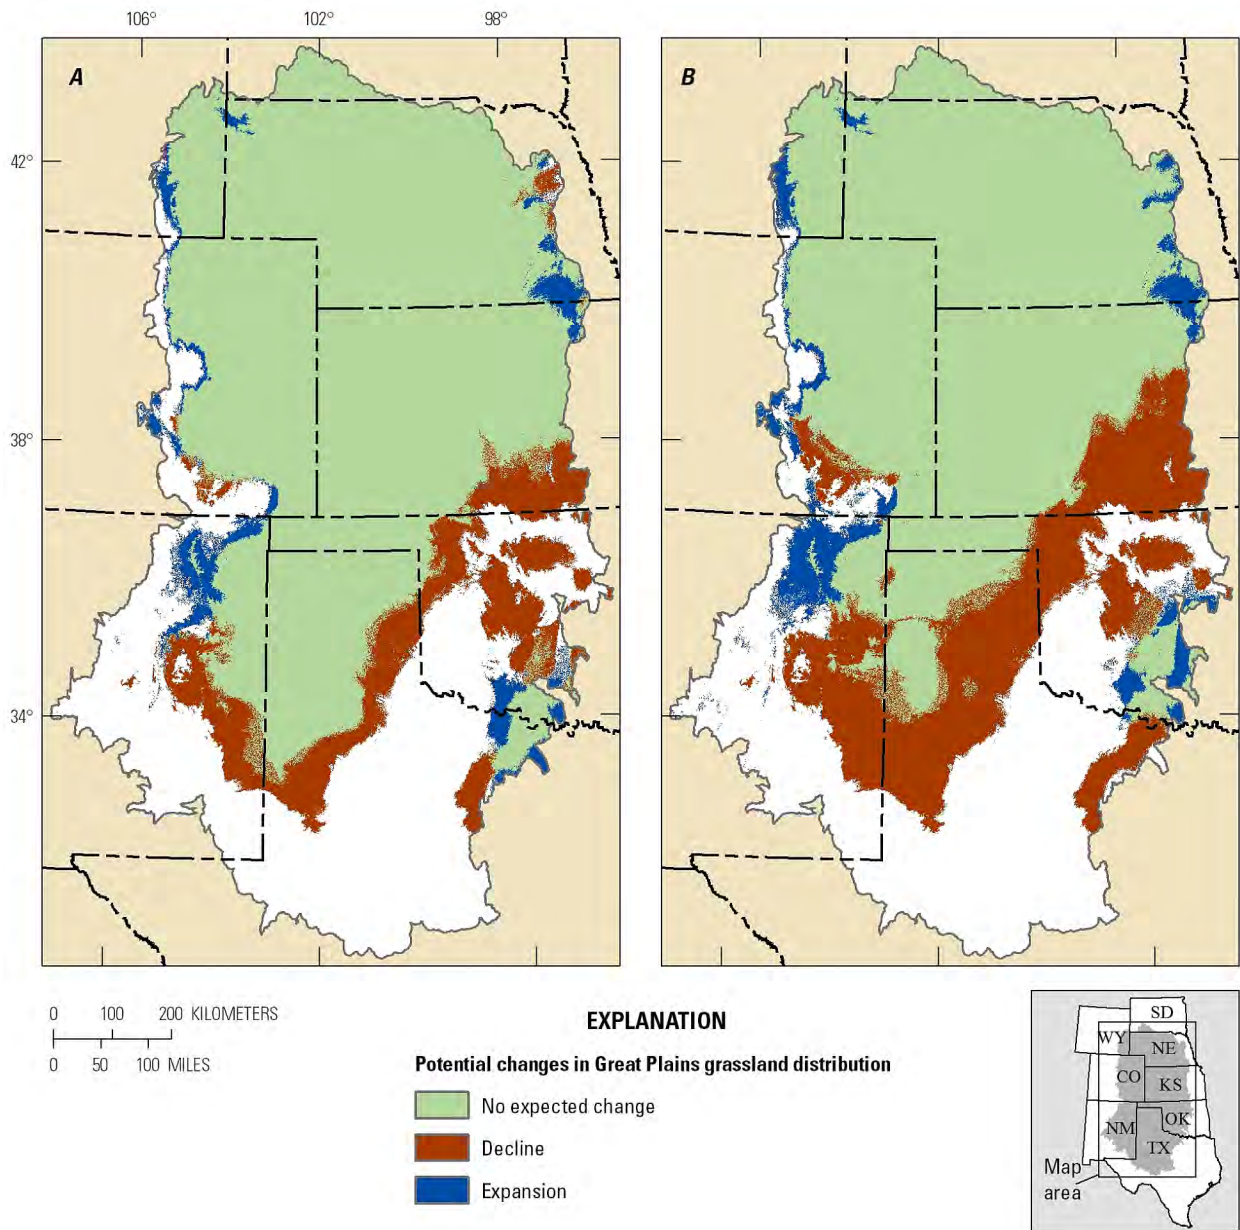 106° 102° 98°
A B
42°
38°
34°
0 100 200 KILOMETERS
0 50 100 MILES
EXPLANATION
Potential changes in Great Plains grassland distribution
No expected change
Decline
Expansion
SD
WY
NE
CO
KS
NM
OK
TX
Map
area